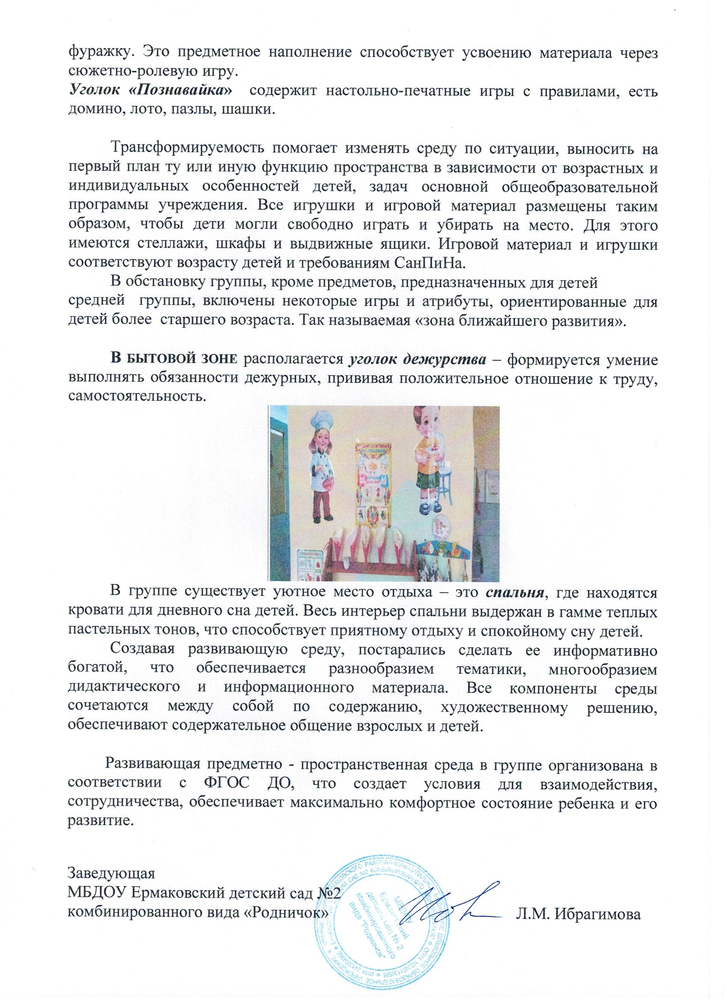 фуражку. Это предметное наполнение способствует усвоению материала через
сюжетно-ролевую игру.
Уголок «Познавайка» содержит настольно-печатные игры с правилами, есть
домино, лото, пазлы, шашки.
Трансформируемость помогает изменять среду по ситуации, выносить на
первый план ту или иную функцию пространства в зависимости от возрастных и
индивидуальных особенностей детей, задач основной общеобразовательной
программы учреждения. Все игрушки и игровой материал размещены таким
образом, чтобы дети могли свободно играть и убирать на место. Для этого
имеются стеллажи, шкафы и выдвижные ящики. Игровой материал и игрушки
соответствуют возрасту детей и требованиям СанПиНа.
В обстановку группы, кроме предметов, предназначенных для детей
средней группы, включены некоторые игры и атрибуты, ориентированные для
детей более старшего возраста. Так называемая «зона ближайшего развития».
В БЫТОВОЙ ЗОНЕ располагается уголок дежурства – формируется умение
выполнять обязанности дежурных, прививая положительное отношение к труду,
самостоятельность.
В группе существует уютное место отдыха – это спальня, где находятся
кровати для дневного сна детей. Весь интерьер спальни выдержан в гамме теплых
пастельных тонов, что способствует приятному отдыху и спокойному сну детей.
Создавая развивающую среду, постарались сделать ее информативно
богатой, что обеспечивается разнообразием тематики, многообразием
дидактического и информационного материала. Все компоненты среды
сочетаются между собой по содержанию, художественному решению,
обеспечивают содержательное общение взрослых и детей.
Развивающая предметно - пространственная среда в группе организована в
соответствии с ФГОС ДО, что создает условия для взаимодействия,
сотрудничества, обеспечивает максимально комфортное состояние ребенка и его
развитие.
Заведующая
МБДОУ Ермаковский детский сад №2
комбинированного вида «Родничок»
Л.М. Ибрагимова
МБДОУ
Ермаковский
детский сад № 2
комбинированного
вида "Родничок"